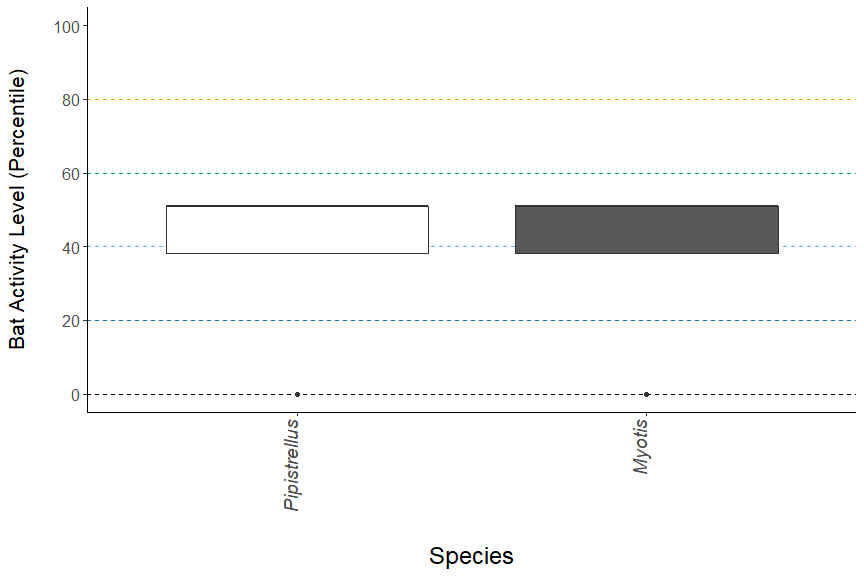 Bat Activity Level (Percentile)
100
80
60
40
20
0
Pipistrellus
Myotis
Species